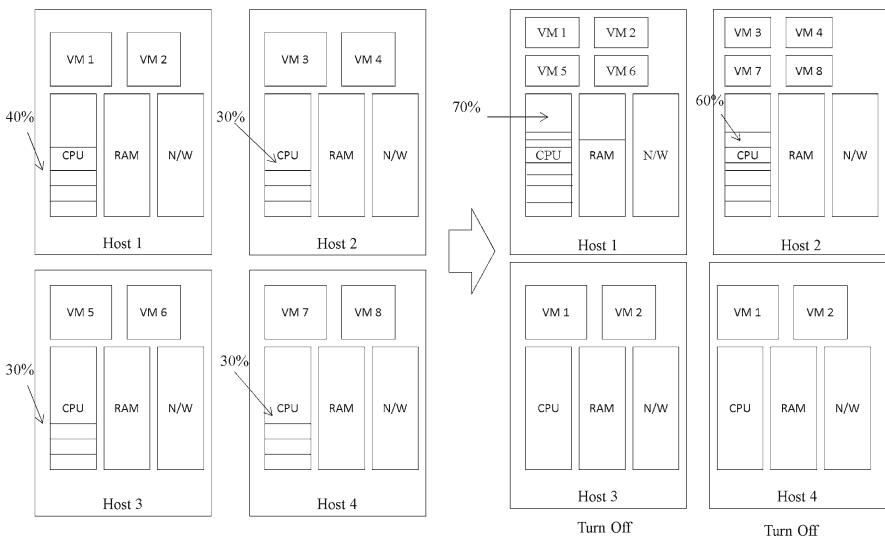 VM 1
VM 2
40%
CPU
RAM
N/W
Host 1
VM 3
VM 4
30%
CPU
RAM
N/W
Host 2
VM 5
VM 6
30%
CPU
RAM
N/W
Host 3
VM 7
VM 8
30%
CPU
RAM
N/W
Host 4
VM 1
VM 2
VM 5
VM 6
70%
CPU
RAM
N/W
Host 1
VM 3
VM 4
VM 7
VM 8
60%
CPU
RAM
N/W
Host 2
VM 1
VM 2
CPU
RAM
N/W
Host 3
Turn Off
VM 1
VM 2
CPU
RAM
N/W
Host 4
Turn Off